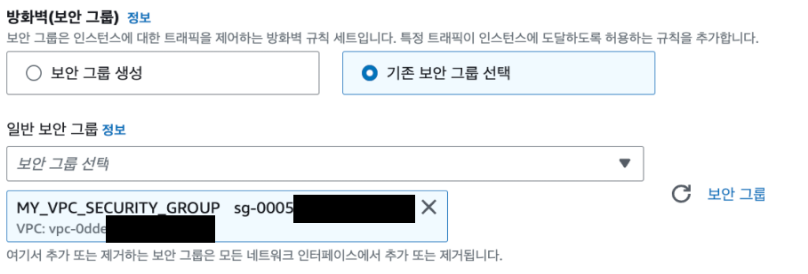 방화벽(보안 그룹) 정보
보안 그룹은 인스턴스에 대한 트래픽을 제어하는 방화벽 규칙 세트입니다. 특정 트래픽이 인스턴스에 도달하도록 허용하는 규칙을 추가합니다.
보안 그룹 생성
기존 보안 그룹 선택
일반 보안 그룹 정보
보안 그룹 선택
MY_VPC_SECURITY_GROUP sg-0005
보안 그룹
VPC: vpc-0dde
여기서 추가 또는 제거하는 보안 그룹은 모든 네트워크 인터페이스에서 추가 또는 제거됩니다.